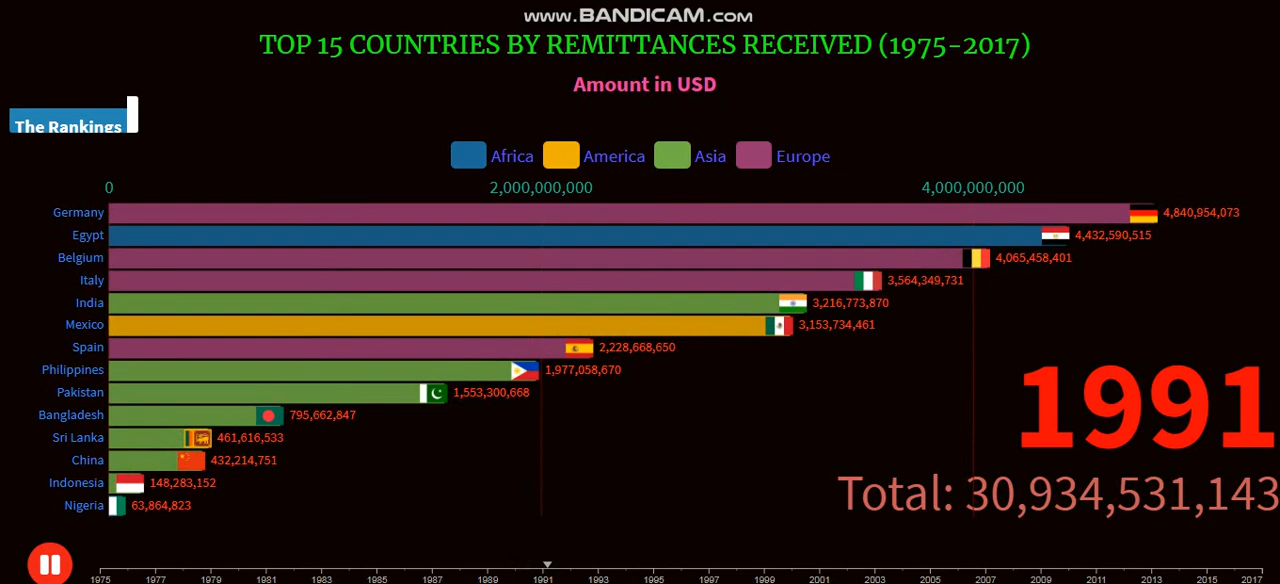 www.BANDICAM.com
TOP 15 COUNTRIES BY REMITTANCES RECEIVED (1975-2017)
Amount in USD
The Rankings
Africa America Asia Europe
0 2,000,000,000 4,000,000,000
Germany 4,840,954,073
Egypt 4,432,590,515
Belgium 4,065,458,401
Italy 3,564,349,731
India 3,216,773,870
Mexico 3,153,734,461
Spain 2,228,668,650
Philippines 1,977,058,670
Pakistan 1,553,300,668
Bangladesh 795,662,847
Sri Lanka 461,616,533
China 432,214,751
Indonesia 148,283,152
Nigeria 63,864,823
1991
Total: 30,934,531,143
1975 1977 1979 1981 1983 1985 1987 1989 1991 1993 1995 1997 1999 2001 2003 2005 2007 2009 2011 2013 2015 2017